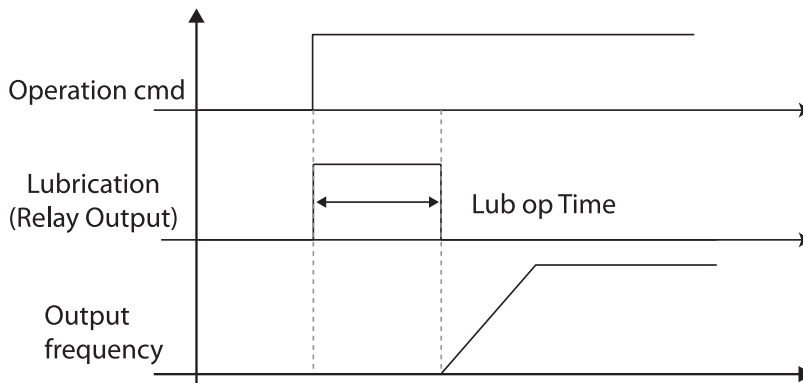 Operation cmd
Lubrication
(Relay Output)
Lub op Time
Output
frequency